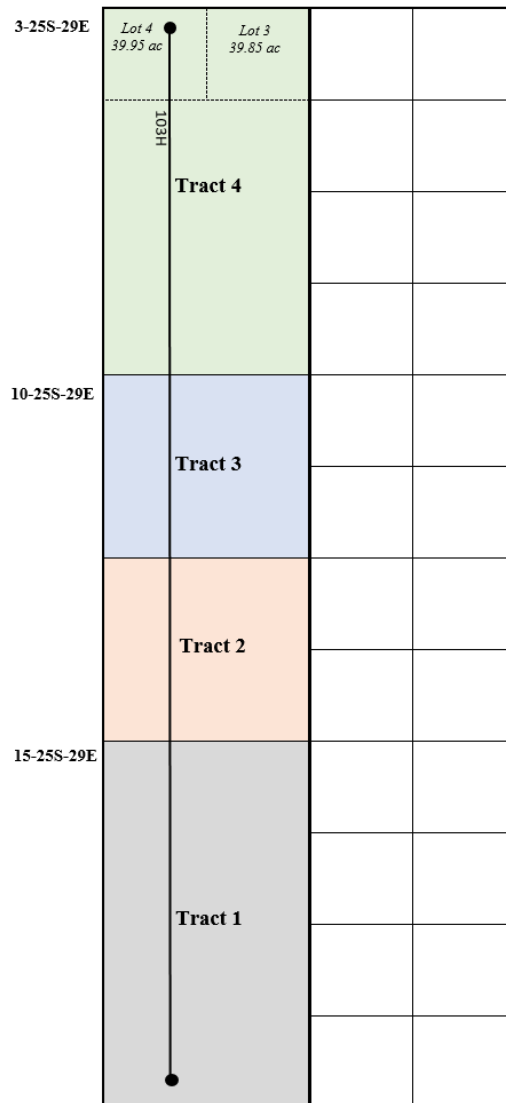 3-25S-29E
Lot 4
39.95 ac
Lot 3
39.85 ac
103H
Tract 4
10-25S-29E
Tract 3
Tract 2
15-25S-29E
Tract 1